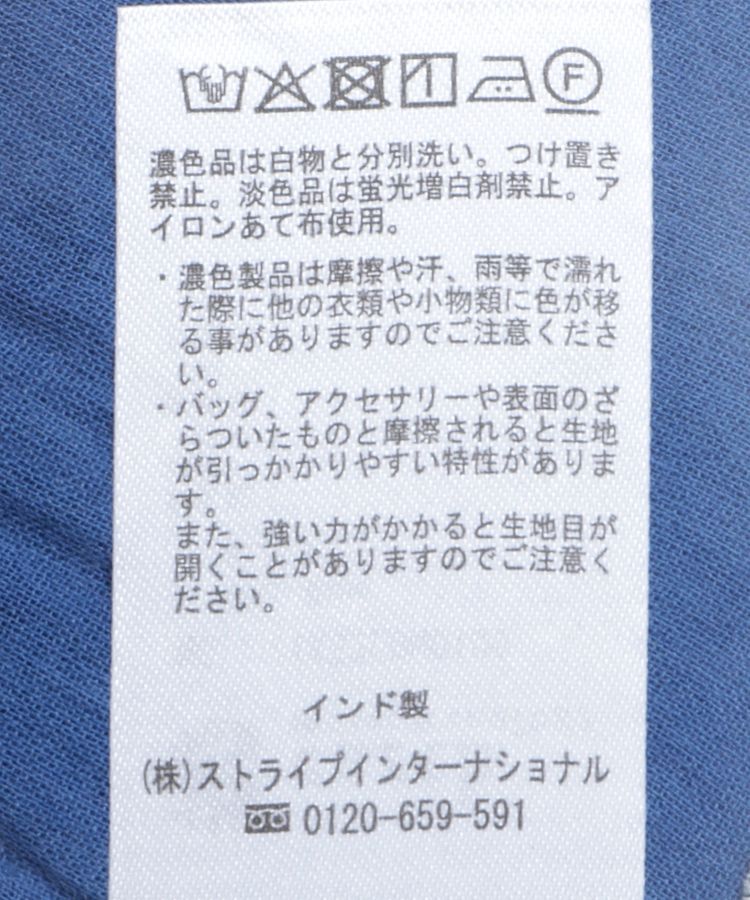 F
濃色品は白物と分別洗い。つけ置き
禁止。淡色品は蛍光増白剤禁止。ア
イロンあて布使用。
・濃色製品は摩擦や汗、雨等で濡れ
た際に他の衣類や小物類に色が移
る事がありますのでご注意くださ
い。
・バッグ、アクセサリーや表面のざ
らついたものと摩擦されると生地
が引っかかりやすい特性がありま
す。
また、強い力がかかると生地目が
開くことがありますのでご注意く
ださい。
インド製
(株)ストライプインターナショナル
0120-659-591